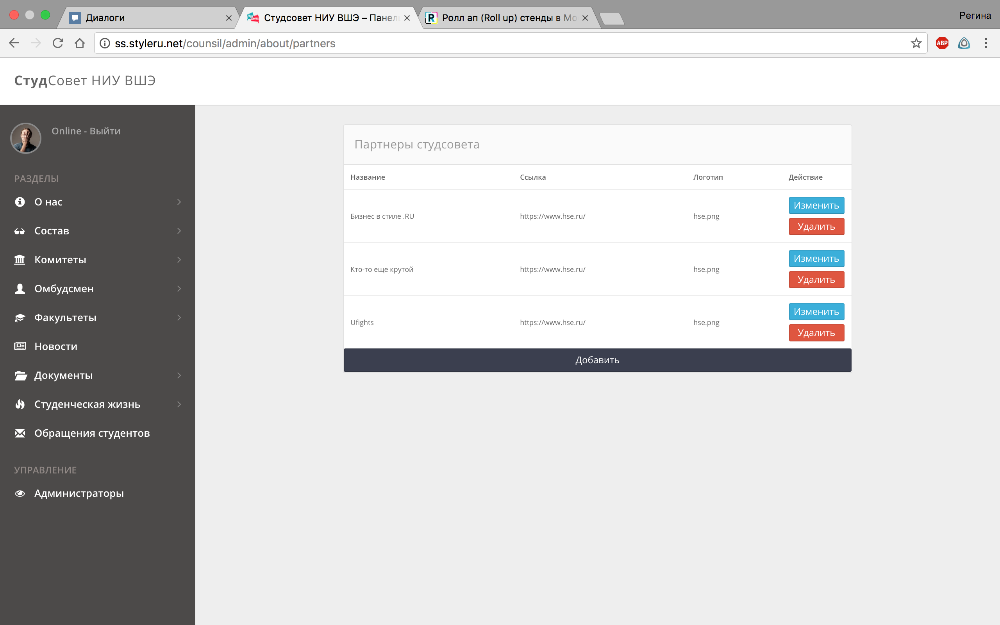 Диалоги
Студсовет НИУ ВШЭ – Панель
Ролл ап (Roll up) стенды в Мо
Регина
ss.styleru.net/counsil/admin/about/partners
ABP
СтудСовет НИУ ВШЭ
Online - Выйти
РАЗДЕЛЫ
О нас
Состав
Комитеты
Омбудсмен
Факультеты
Новости
Документы
Студенческая жизнь
Обращения студентов
УПРАВЛЕНИЕ
Администраторы
Партнеры студсовета
Название Ссылка Логотип Действие
Бизнес в стиле .RU https://www.hse.ru/ hse.png Изменить
Удалить
Кто-то еще крутой https://www.hse.ru/ hse.png Изменить
Удалить
Ufights https://www.hse.ru/ hse.png Изменить
Удалить
Добавить